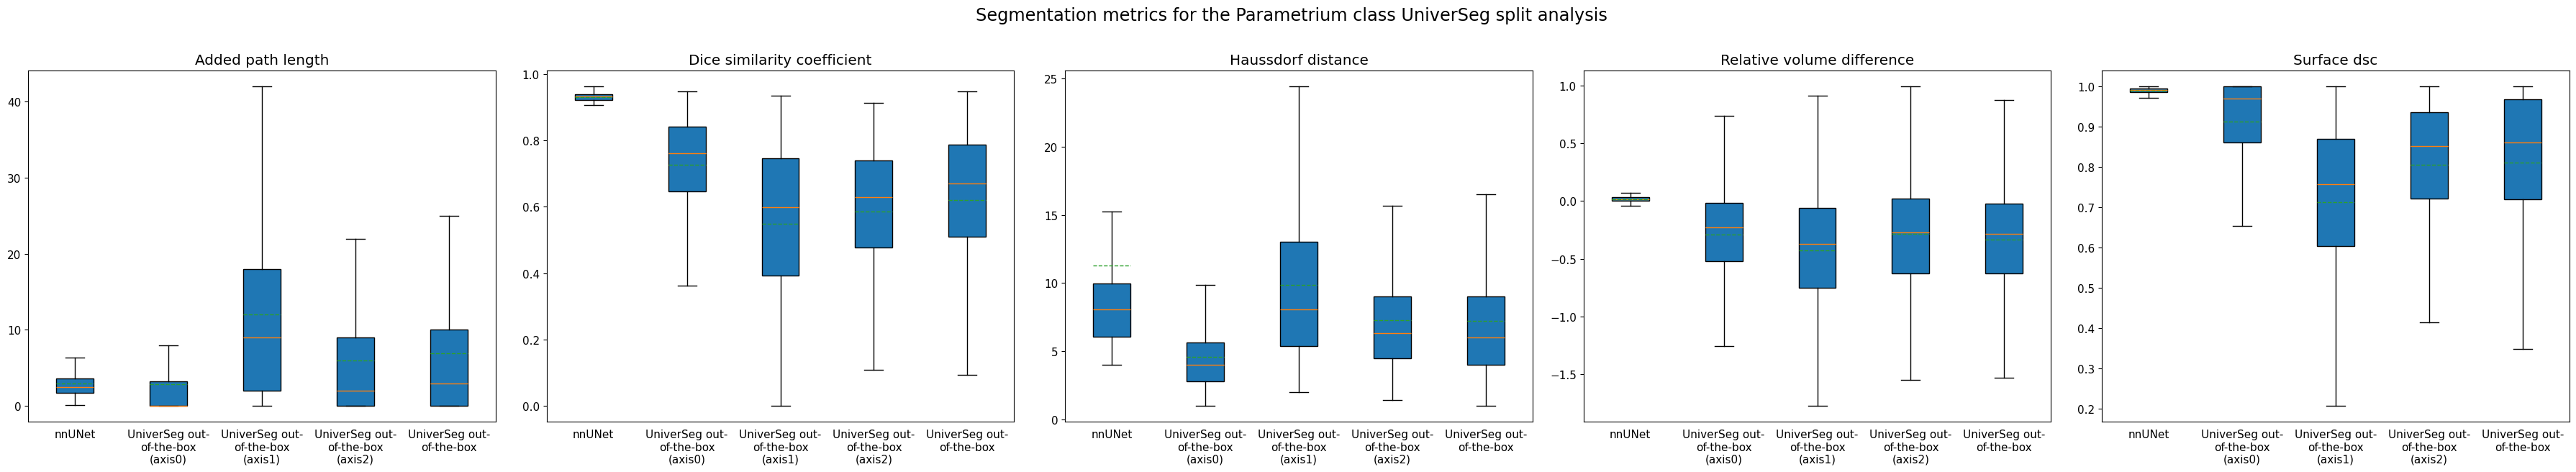 Segmentation metrics for the Parametrium class UniverSeg split analysis
Added path length
40
30
20
10
0
nnUNet
UniverSeg out-
of-the-box
(axis0)
UniverSeg out-
of-the-box
(axis1)
UniverSeg out-
of-the-box
(axis2)
UniverSeg out-
of-the-box
Dice similarity coefficient
1.0
0.8
0.6
0.4
0.2
0.0
nnUNet
UniverSeg out-
of-the-box
(axis0)
UniverSeg out-
of-the-box
(axis1)
UniverSeg out-
of-the-box
(axis2)
UniverSeg out-
of-the-box
Haussdorf distance
25
20
15
10
5
0
nnUNet
UniverSeg out-
of-the-box
(axis0)
UniverSeg out-
of-the-box
(axis1)
UniverSeg out-
of-the-box
(axis2)
UniverSeg out-
of-the-box
Relative volume difference
1.0
0.5
0.0
−0.5
−1.0
−1.5
nnUNet
UniverSeg out-
of-the-box
(axis0)
UniverSeg out-
of-the-box
(axis1)
UniverSeg out-
of-the-box
(axis2)
UniverSeg out-
of-the-box
Surface dsc
1.0
0.9
0.8
0.7
0.6
0.5
0.4
0.3
0.2
nnUNet
UniverSeg out-
of-the-box
(axis0)
UniverSeg out-
of-the-box
(axis1)
UniverSeg out-
of-the-box
(axis2)
UniverSeg out-
of-the-box